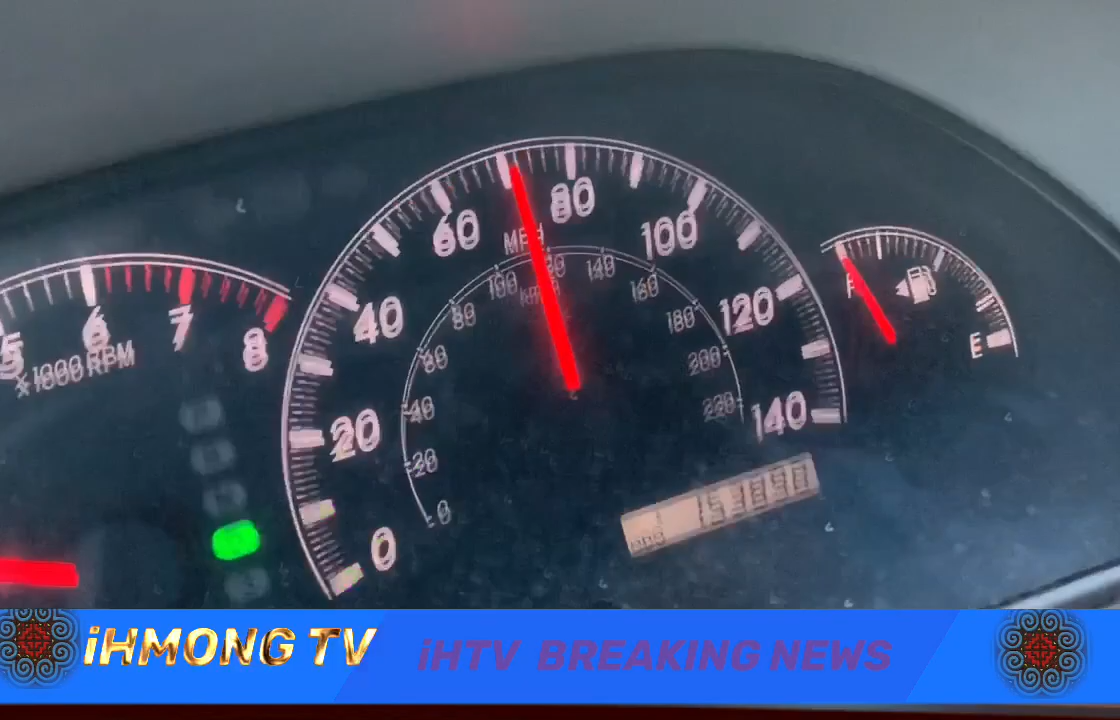 5 6 7 8
x1000 RPM
0 20 40 60 80 100 120 140
MPH
km/h
0 20 40 60 80 100 120 140 160 180 200 220
F
E
iHMONG TV
iHTV BREAKING NEWS